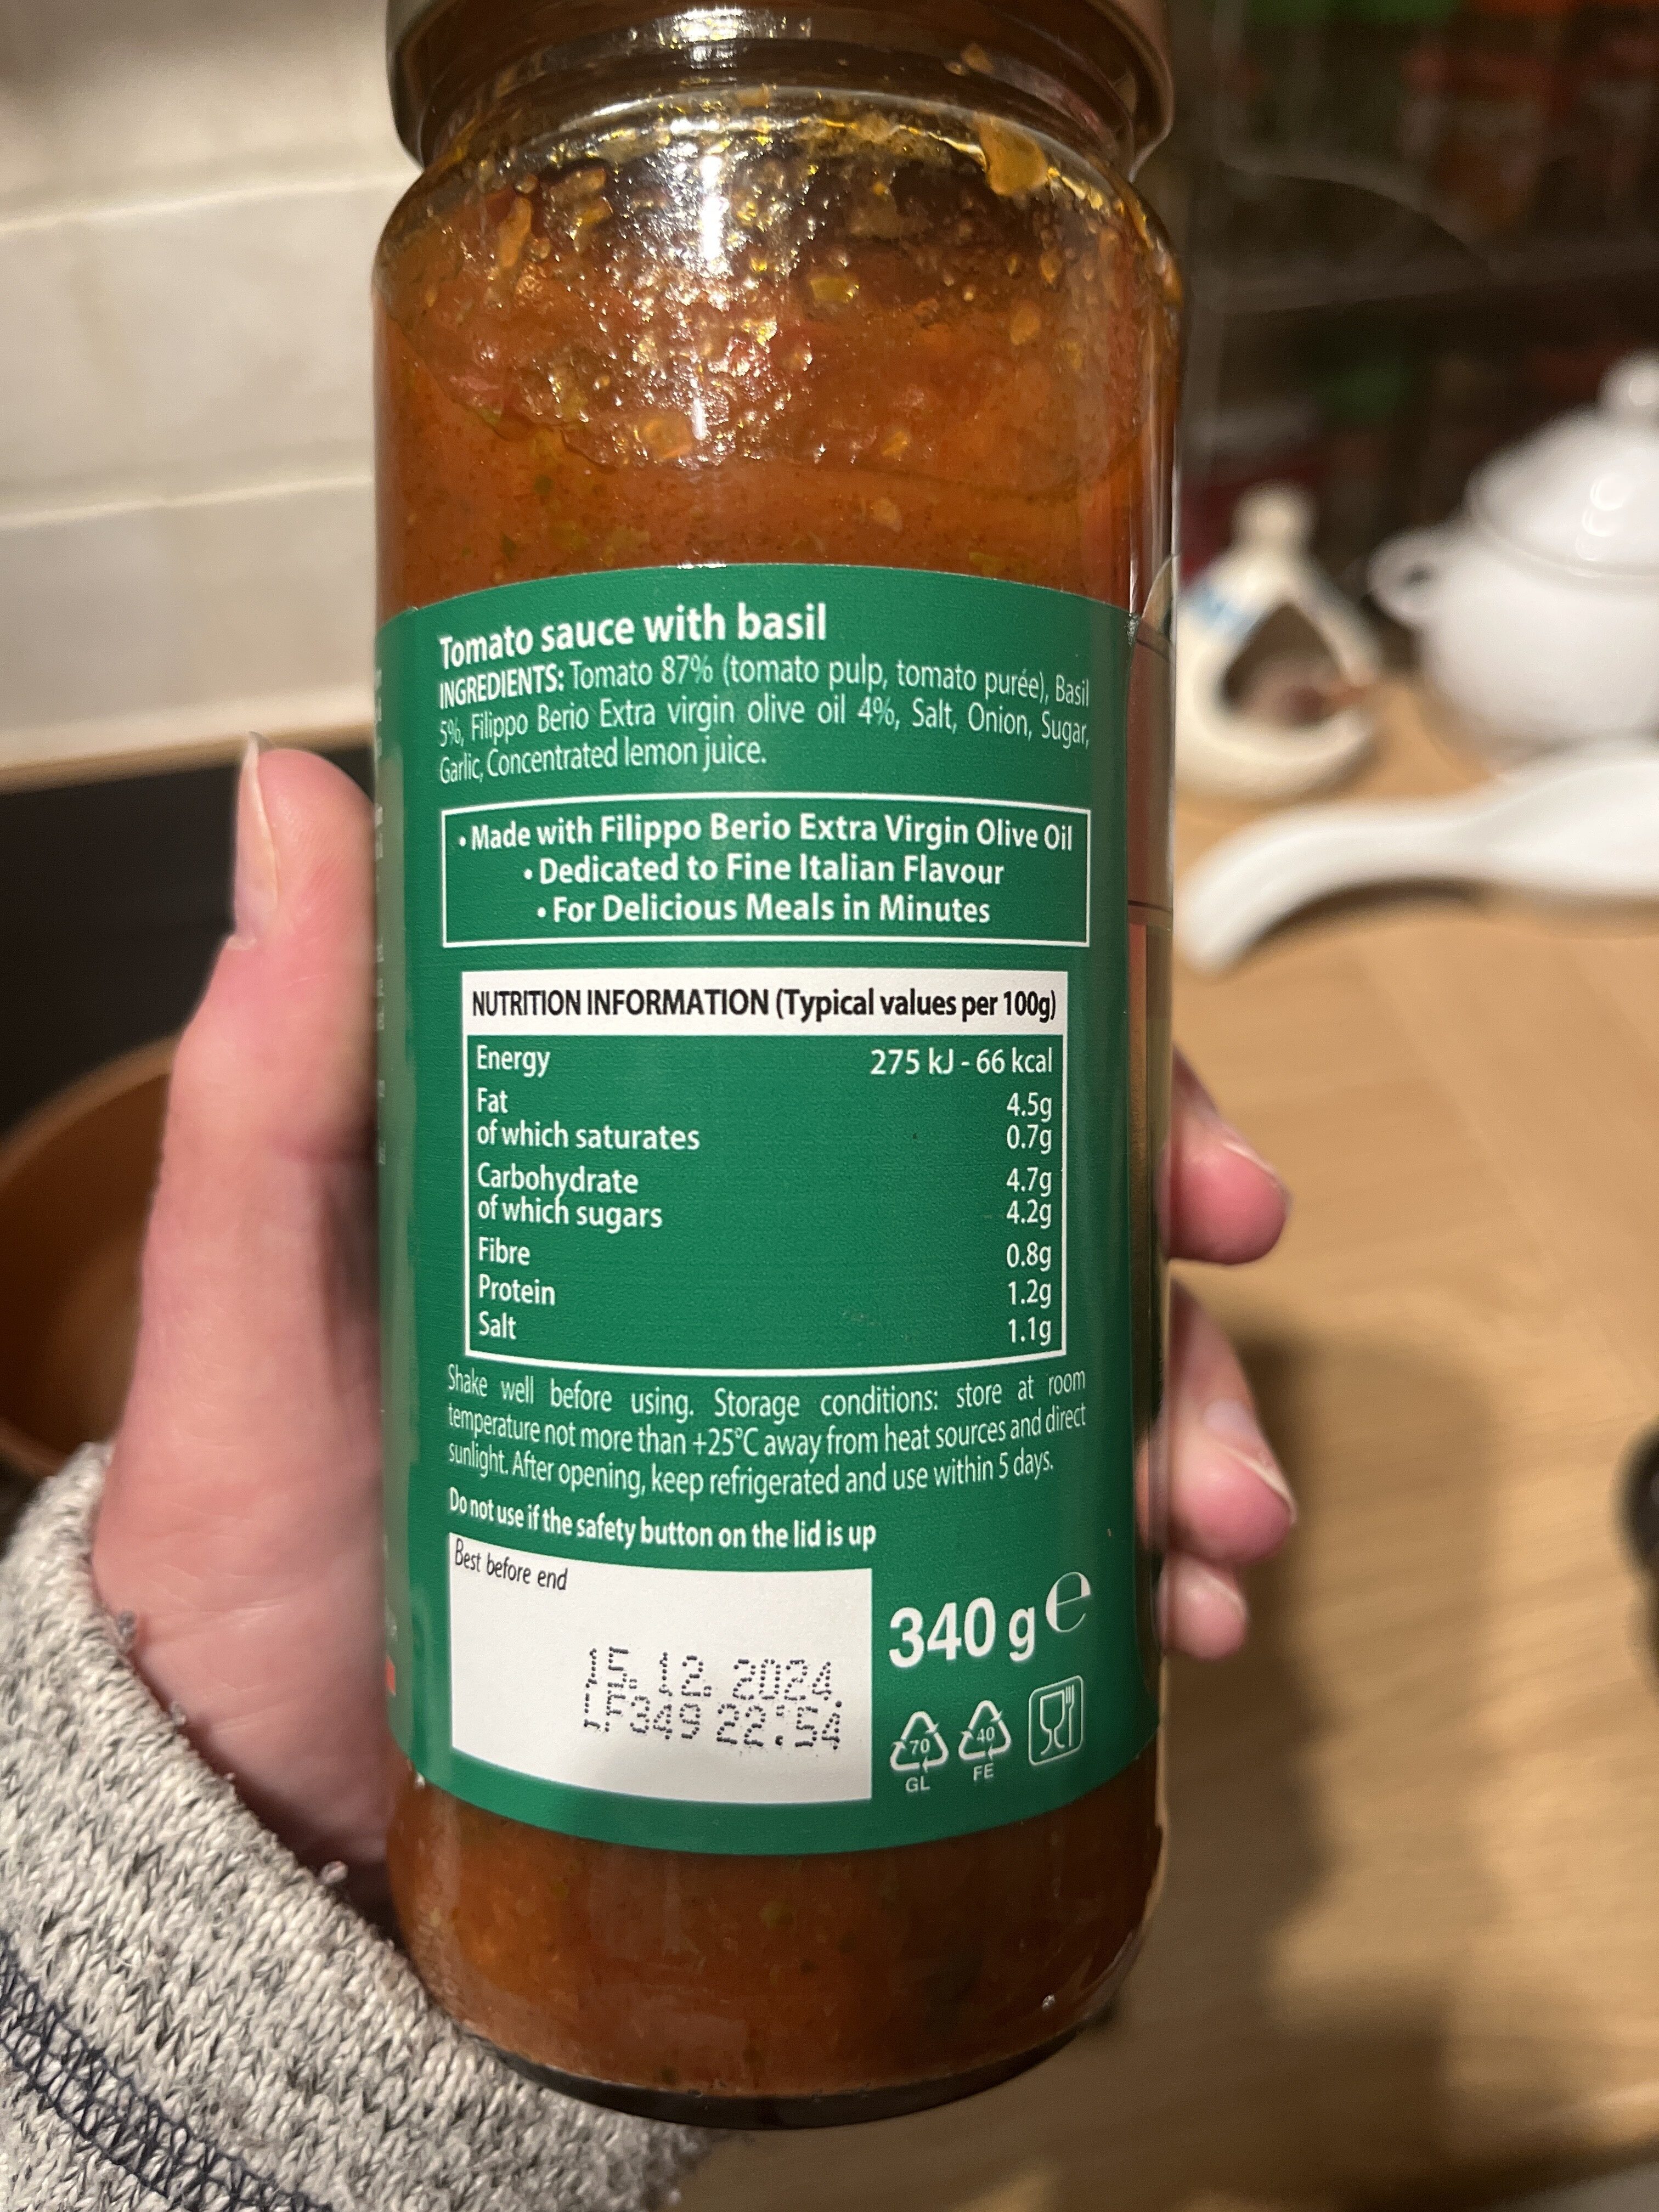 Tomato sauce with basil
INGREDIENTS: Tomato 87% (tomato pulp, tomato purée), Basil
5%, Filippo Berio Extra virgin olive oil 4%, Salt, Onion, Sugar,
Garlic, Concentrated lemon juice.
• Made with Filippo Berio Extra Virgin Olive Oil
• Dedicated to Fine Italian Flavour
• For Delicious Meals in Minutes
NUTRITION INFORMATION (Typical values per 100g)
Energy 275 kJ - 66 kcal
Fat 4.5g
of which saturates 0.7g
Carbohydrate 4.7g
of which sugars 4.2g
Fibre 0.8g
Protein 1.2g
Salt 1.1g
Shake well before using. Storage conditions: store at room
temperature not more than +25°C away from heat sources and direct
sunlight. After opening, keep refrigerated and use within 5 days.
Do not use if the safety button on the lid is up
Best before end
15.12.2024
LF349 22:54
340 g e
70 40
GL FE